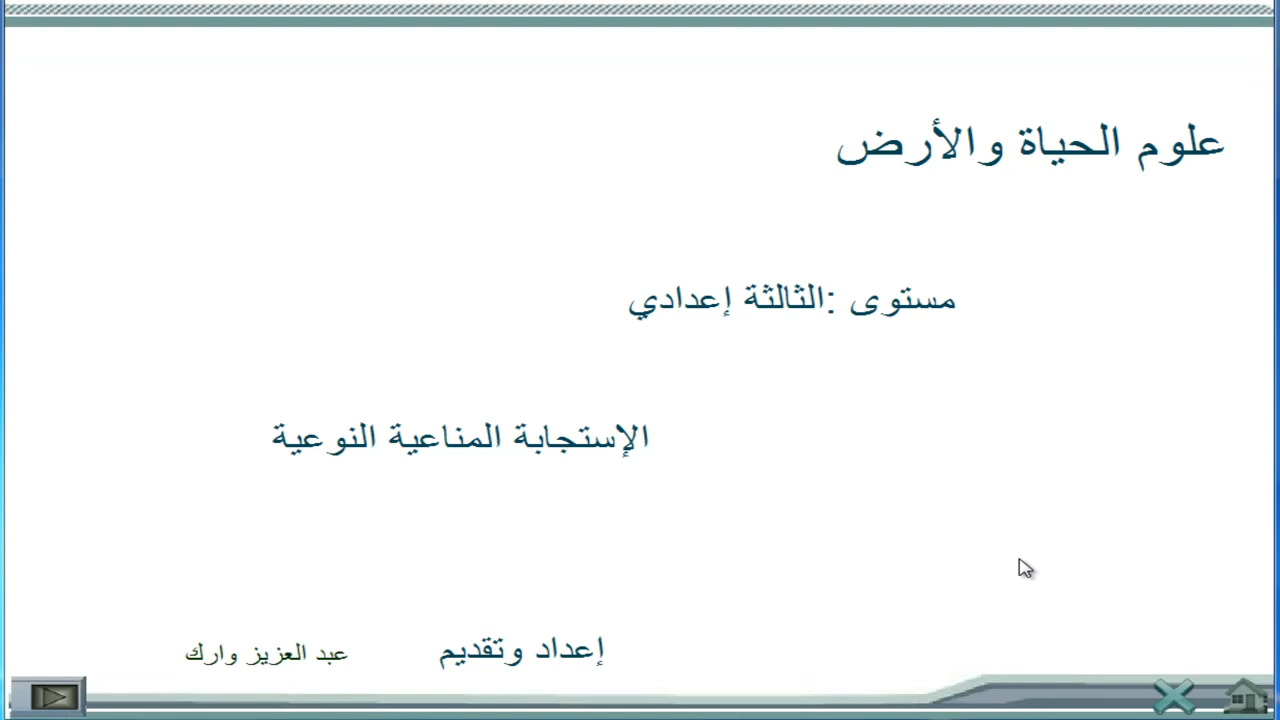 علوم الحياة والأرض
مستوى :الثالثة إعدادي
الإستجابة المناعية النوعية
إعداد وتقديم عبد العزيز وارك